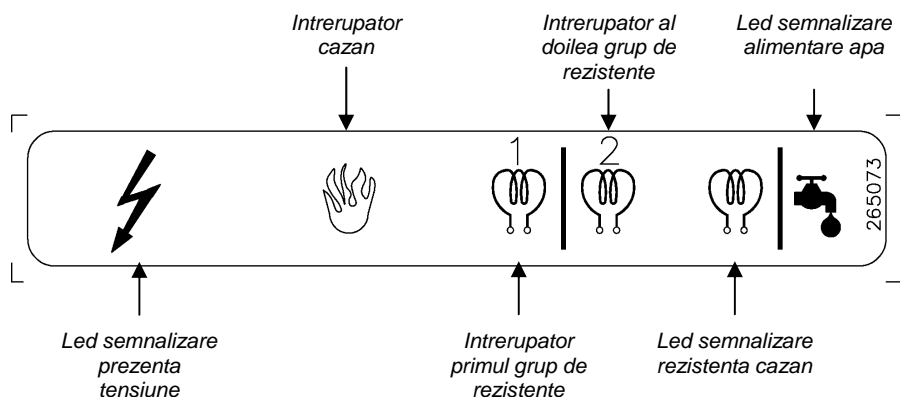 Intrerupator
cazan
Intrerupator al
doilea grup de
rezistente
Led semnalizare
alimentare apa
1
2
265073
Led semnalizare
prezenta
tensiune
Intrerupator
primul grup de
rezistente
Led semnalizare
rezistenta cazan